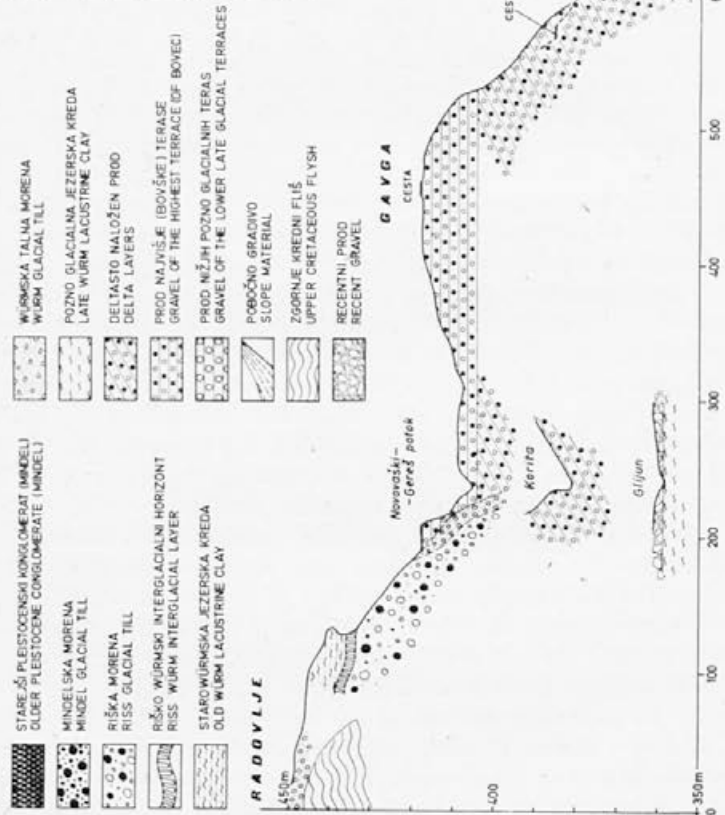 STAREJŠI PLEISTOCENSKI KONGLOMERAT (MINDEL)
OLDER PLEISTOCENE CONGLOMERATE (MINDEL)
MINDELSKA MORENA
MINDEL GLACIAL TILL
RIŠKA MORENA
RISS GLACIAL TILL
RIŠKO WÜRMSKI INTERGLACIALNI HORIZONT
RISS WÜRM INTERGLACIAL LAYER
STAROWÜRMSKA JEZERSKA KREDA
OLD WÜRM LACUSTRINE CLAY
WÜRMSKA TALNA MORENA
WÜRM GLACIAL TILL
POZNO GLACIALNA JEZERSKA KREDA
LATE WÜRM LACUSTRINE CLAY
DELTASTO NALOŽEN PROD
DELTA LAYERS
PROD NAJVIŠJE (BOVŠKE) TERASE
GRAVEL OF THE HIGHEST TERRACE (OF BOVEC)
PROD NIŽJIH POZNO GLACIALNIH TERAS
GRAVEL OF THE LOWER LATE GLACIAL TERRACES
POBOČNO GRADIVO
SLOPE MATERIAL
ZGORNJE KREDNI FLIŠ
UPPER CRETACEOUS FLYSH
RECENTNI PROD
RECENT GRAVEL
RADOVLJE
GAVGA
CESTA
CES
Novovaški-
-Gereš potok
Korita
Glijun
450m
400
350m
0
100
200
300
400
500